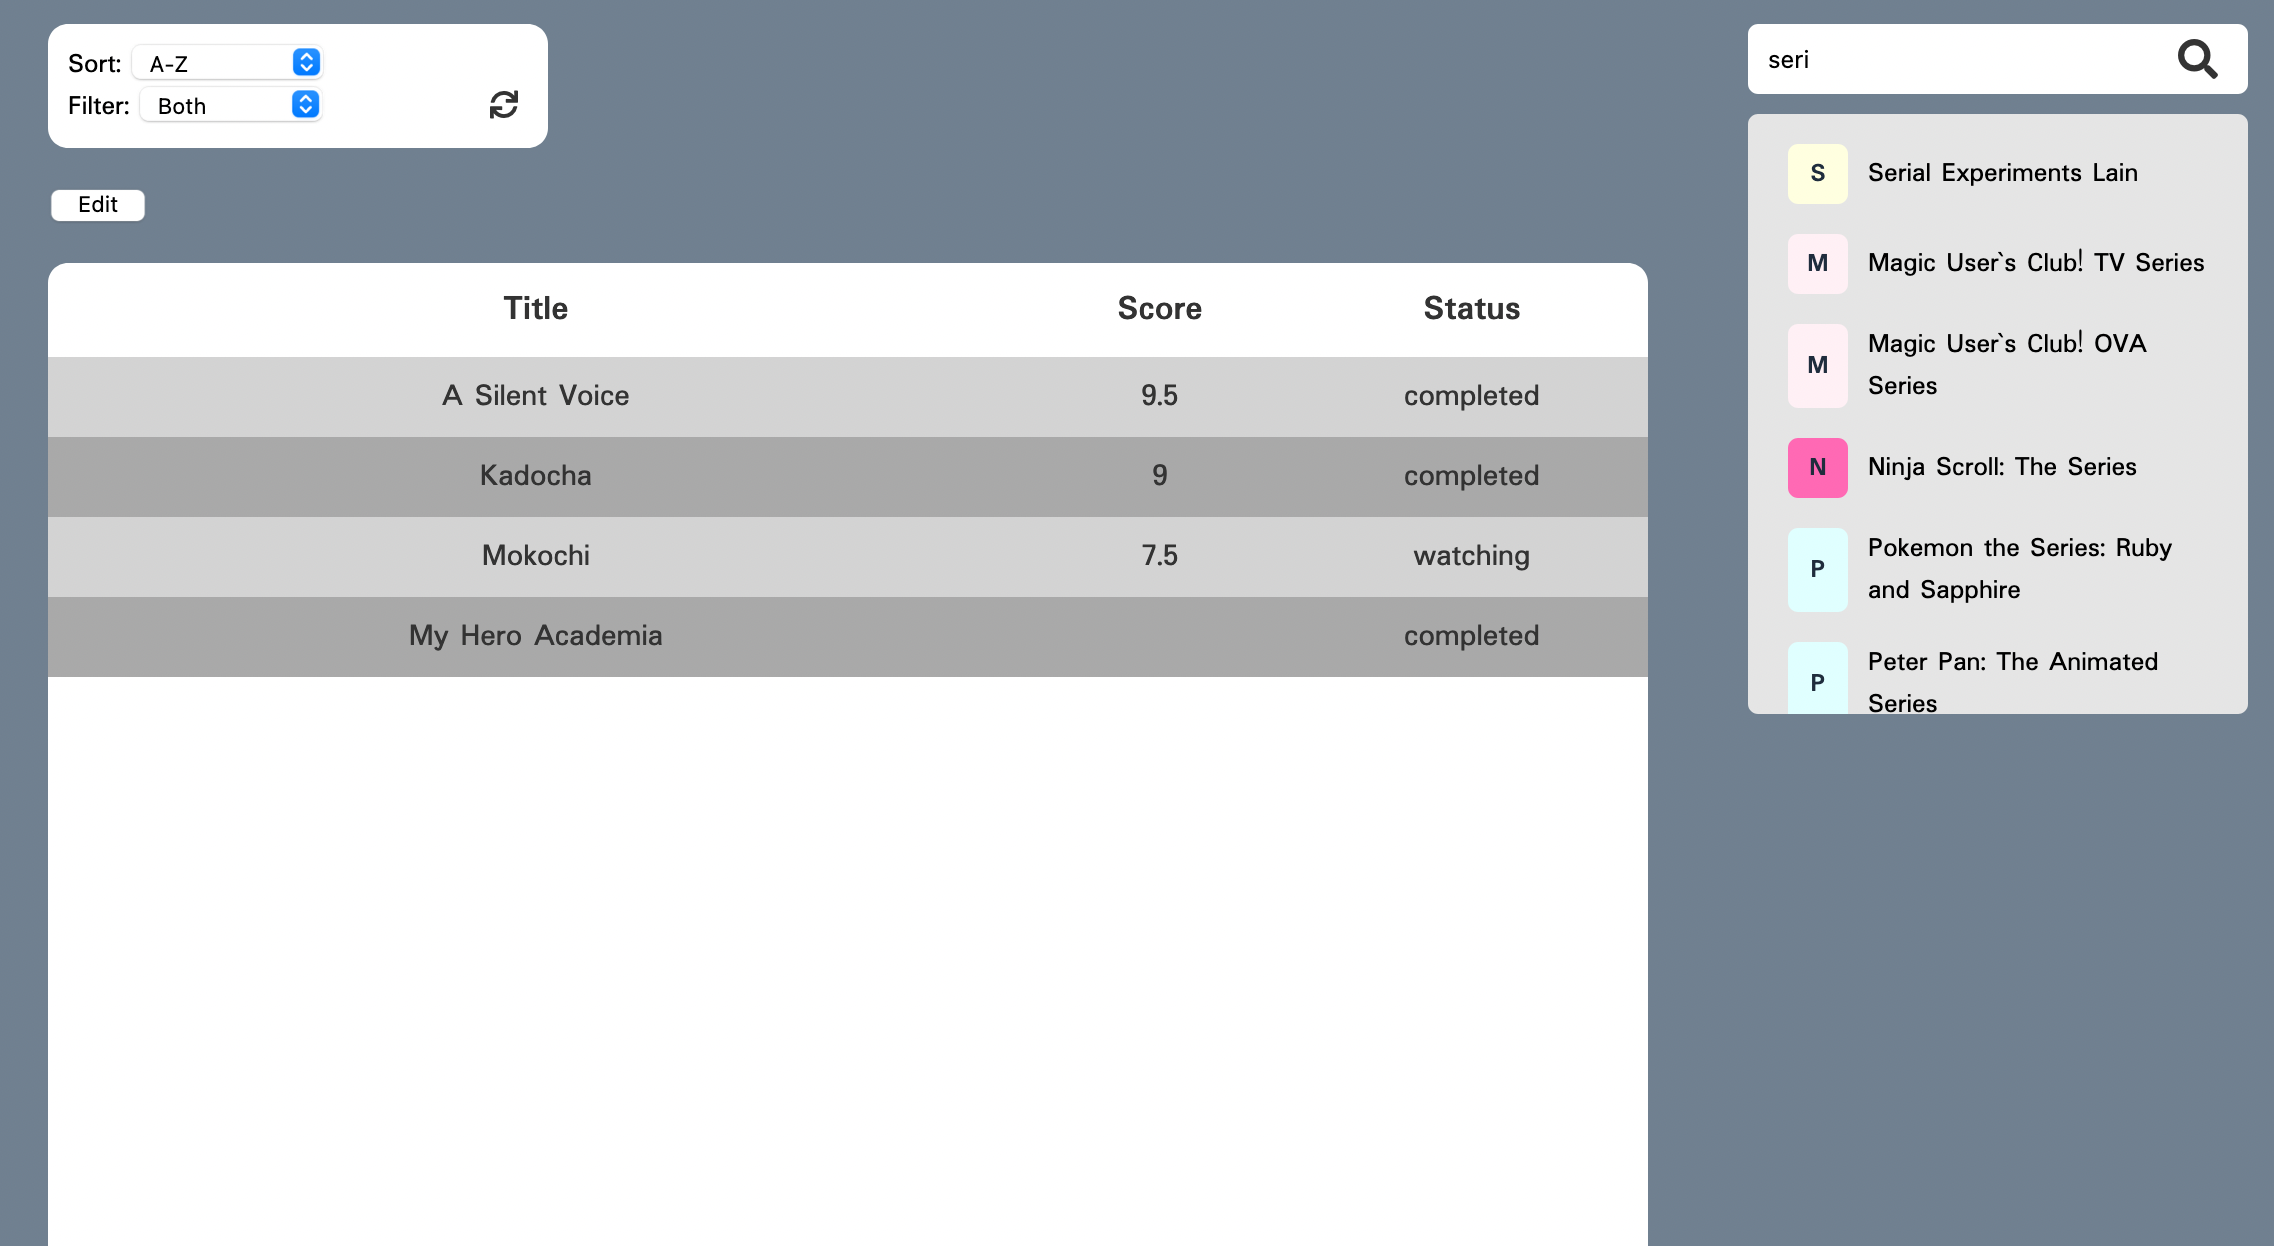 Sort: A-Z
Filter: Both
Edit
Title Score Status
A Silent Voice 9.5 completed
Kadocha 9 completed
Mokochi 7.5 watching
My Hero Academia completed
seri
S Serial Experiments Lain
M Magic User`s Club! TV Series
M Magic User`s Club! OVA
Series
N Ninja Scroll: The Series
P Pokemon the Series: Ruby
and Sapphire
P Peter Pan: The Animated
Series